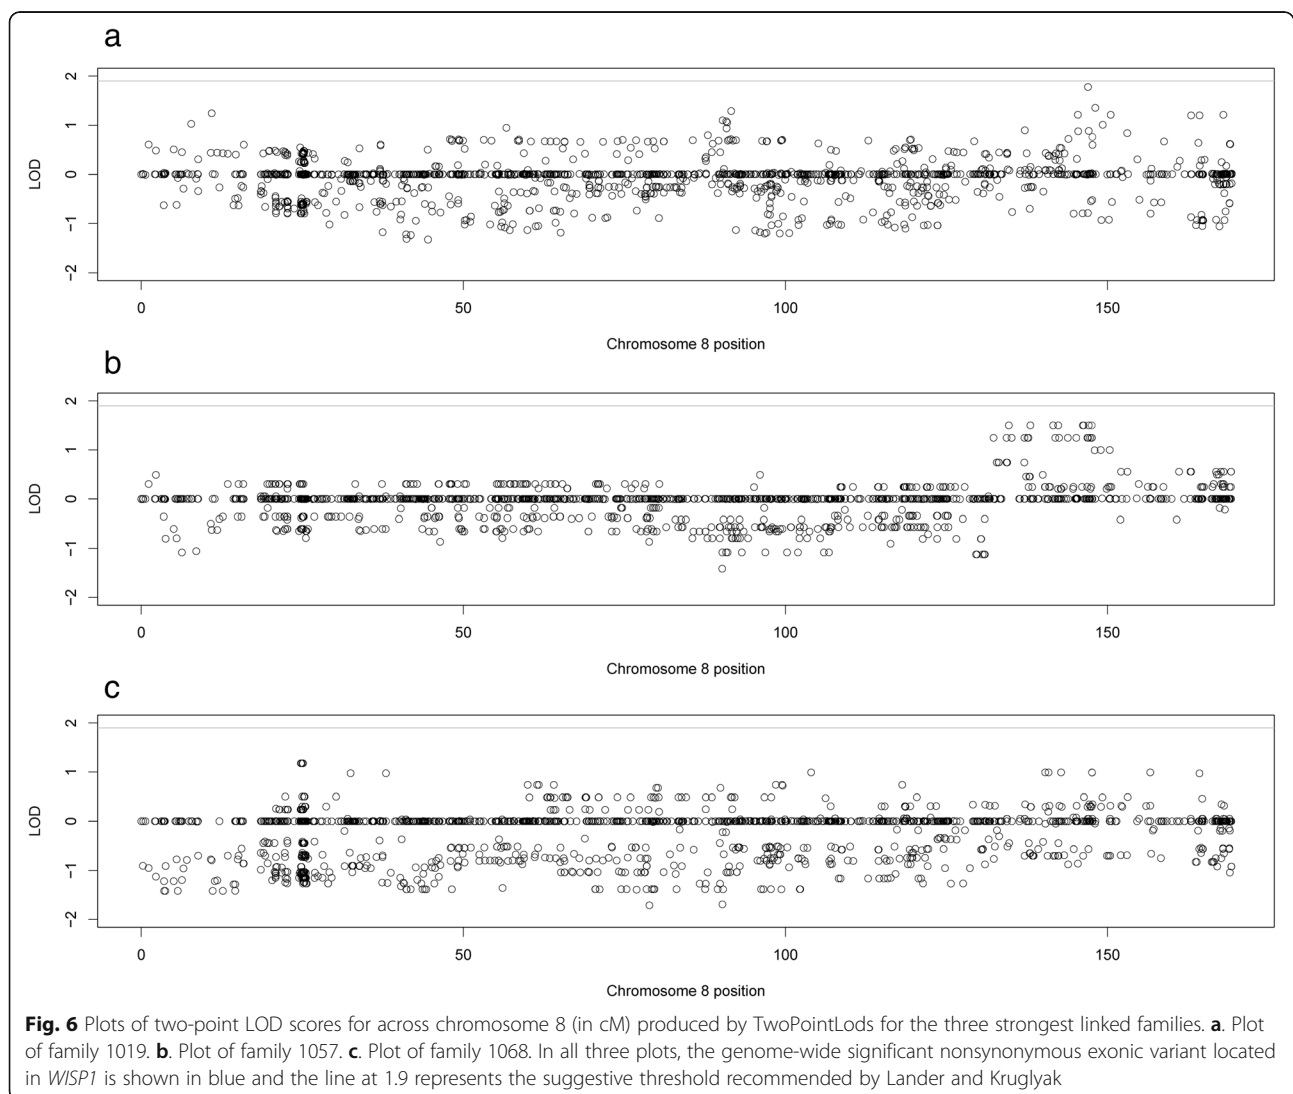 a
LOD
2
1
0
−1
−2
0 50 100 150
Chromosome 8 position
b
LOD
2
1
0
−1
−2
0 50 100 150
Chromosome 8 position
c
LOD
2
1
0
−1
−2
0 50 100 150
Chromosome 8 position
Fig. 6 Plots of two-point LOD scores for across chromosome 8 (in cM) produced by TwoPointLods for the three strongest linked families. a. Plot
of family 1019. b. Plot of family 1057. c. Plot of family 1068. In all three plots, the genome-wide significant nonsynonymous exonic variant located
in WISP1 is shown in blue and the line at 1.9 represents the suggestive threshold recommended by Lander and Kruglyak